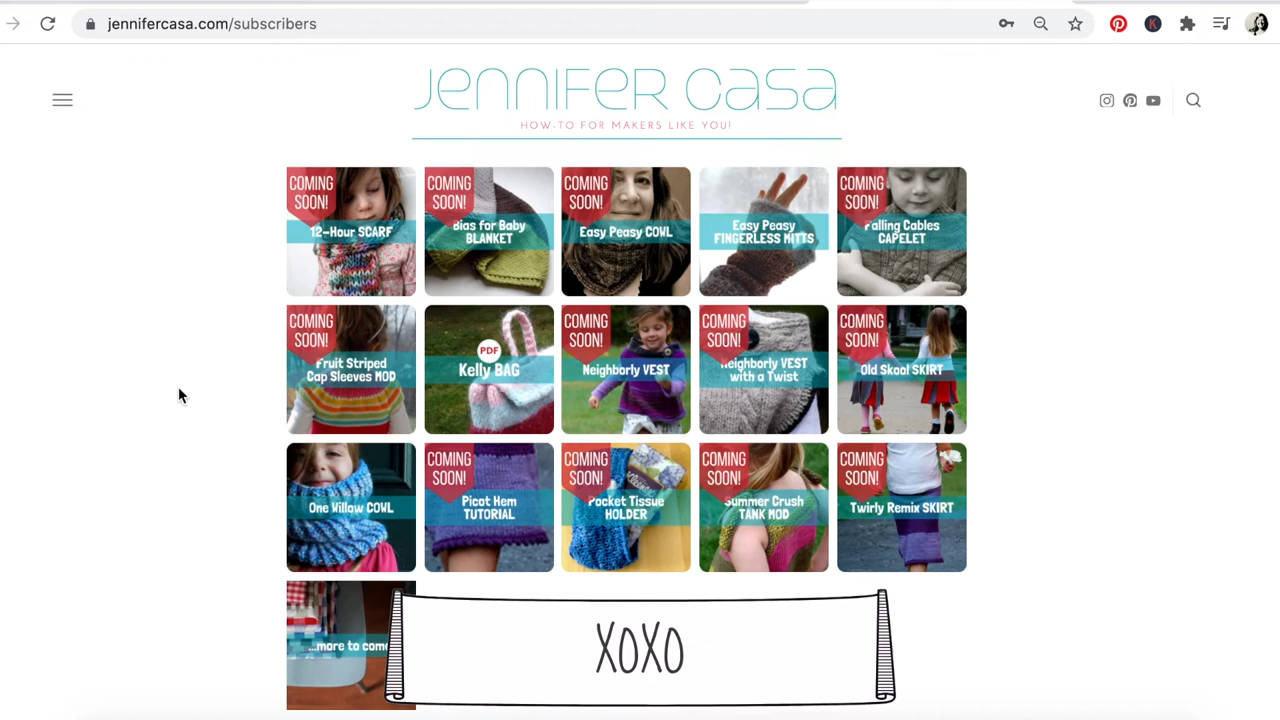 jennifercasa.com/subscribers
JENNIFER CASA
HOW-TO FOR MAKERS LIKE YOU!
COMING
SOON!
12-Hour SCARF
COMING
SOON!
Bias for Baby
BLANKET
COMING
SOON!
Easy Peasy COWL
Easy Peasy
FINGERLESS MITTS
COMING
SOON!
Falling Cables
CAPELET
COMING
SOON!
Fruit Striped
Cap Sleeves MOD
PDF
Kelly BAG
COMING
SOON!
Neighborly VEST
COMING
SOON!
Neighborly VEST
with a Twist
COMING
SOON!
Old Skool SKIRT
One Willow COWL
COMING
SOON!
Picot Hem
TUTORIAL
COMING
SOON!
Pocket Tissue
HOLDER
COMING
SOON!
Summer Crush
TANK MOD
COMING
SOON!
Twirly Remix SKIRT
...more to come
XOXO